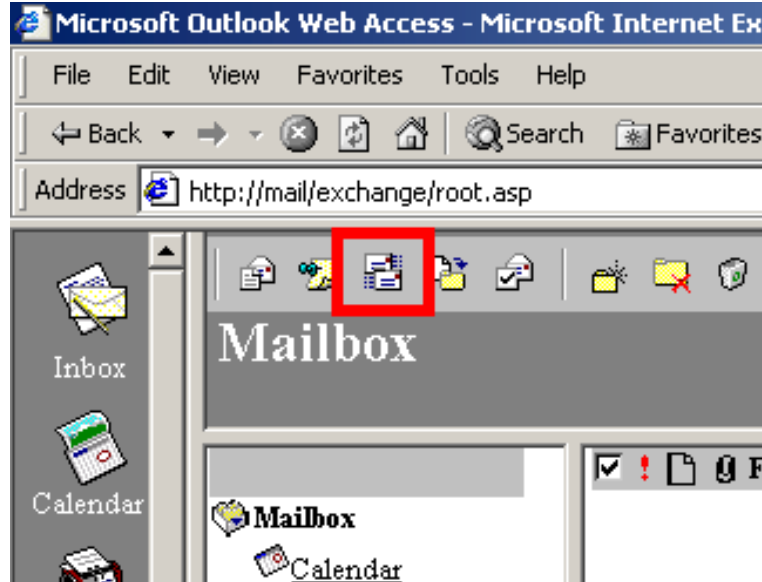 Microsoft Outlook Web Access - Microsoft Internet Ex
File Edit View Favorites Tools Help
Back Search Favorites
Address http://mail/exchange/root.asp
Mailbox
Inbox
Calendar
Mailbox
Calendar